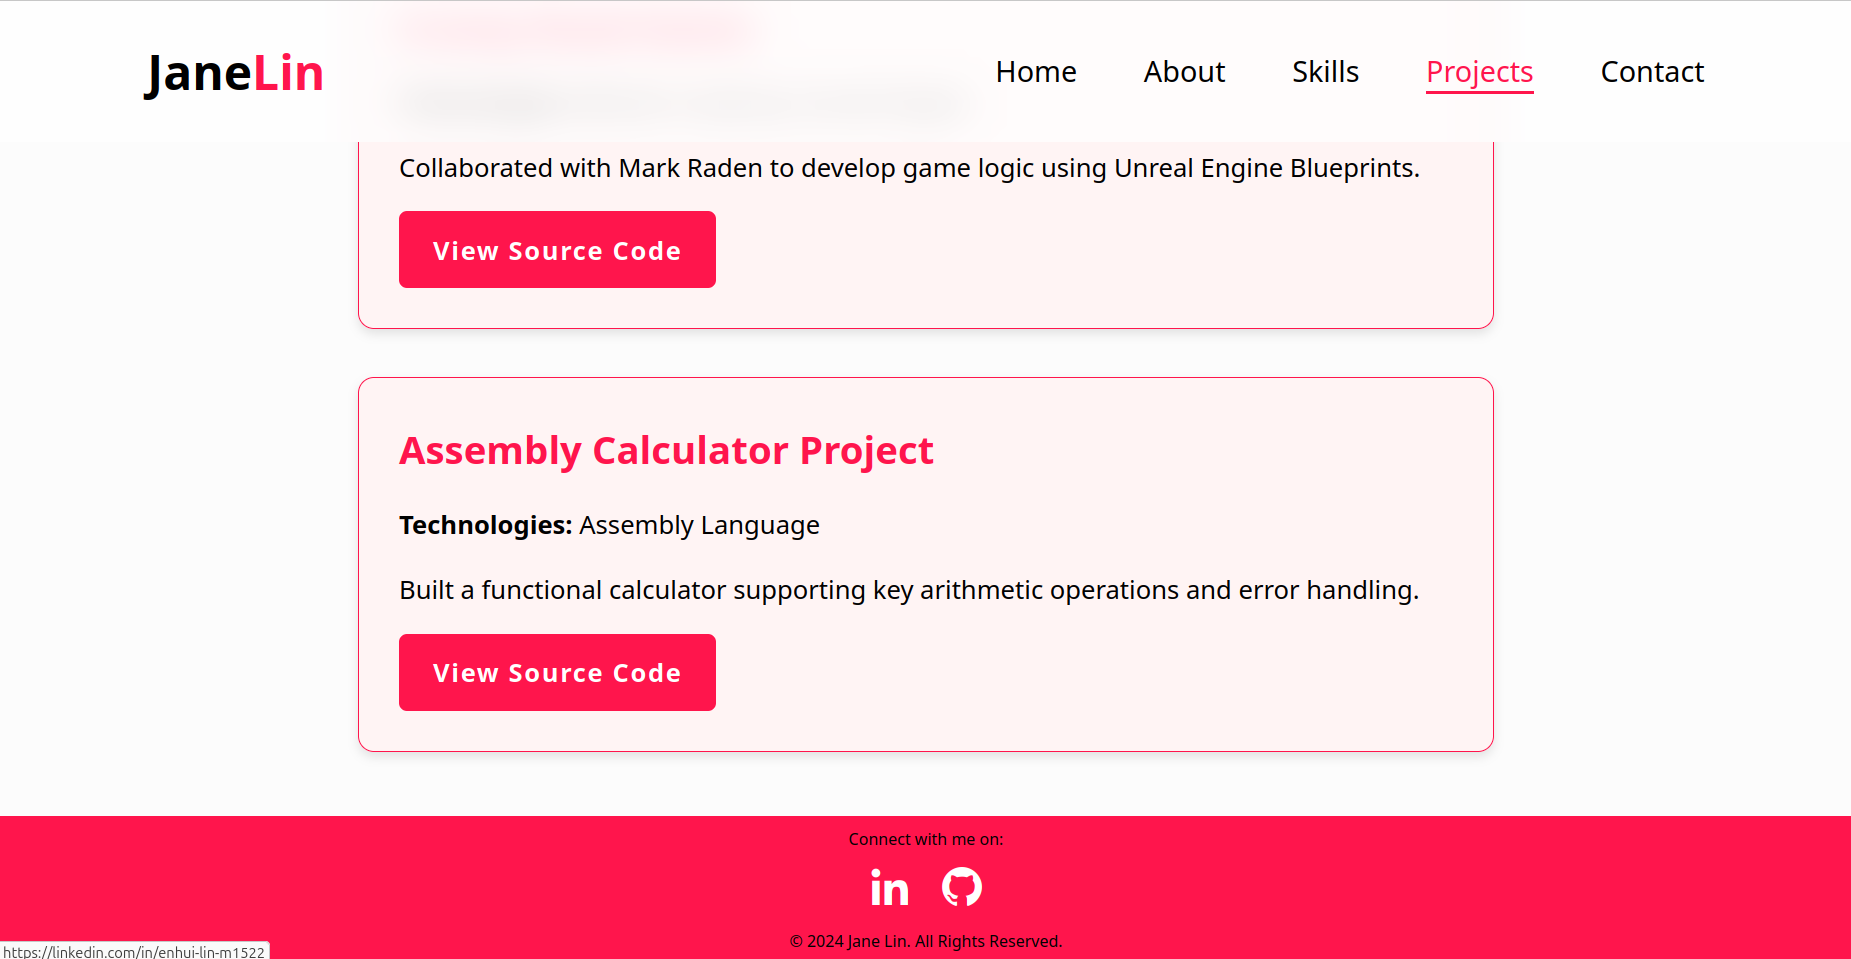 JaneLin
Home About Skills Projects Contact
Collaborated with Mark Raden to develop game logic using Unreal Engine Blueprints.
View Source Code
Assembly Calculator Project
Technologies: Assembly Language
Built a functional calculator supporting key arithmetic operations and error handling.
View Source Code
Connect with me on:
in
© 2024 Jane Lin. All Rights Reserved.
https://linkedin.com/in/enhui-lin-m1522